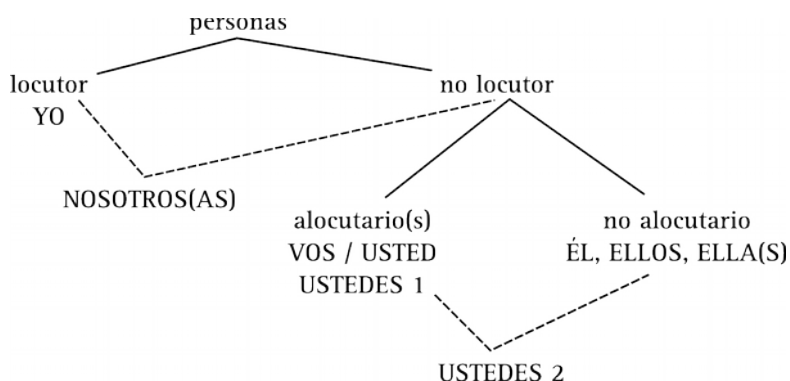 personas
locutor
no locutor
YO
NOSOTROS(AS)
alocutario(s)
no alocutario
VOS / USTED
ÉL, ELLOS, ELLA(S)
USTEDES 1
USTEDES 2